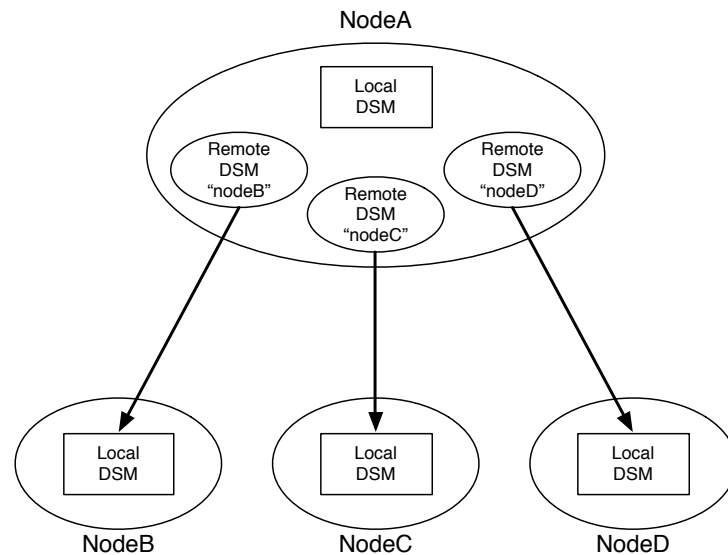 NodeA
Local
DSM
Remote
DSM
“nodeB”
Remote
DSM
“nodeC”
Remote
DSM
“nodeD”
Local
DSM
Local
DSM
Local
DSM
NodeB
NodeC
NodeD